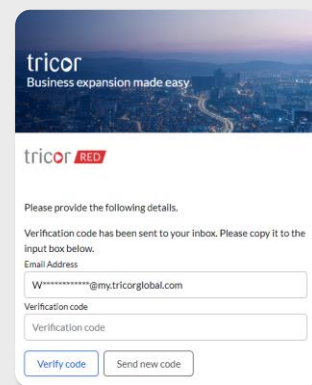 tricor
Business expansion made easy
tricor RED
Please provide the following details.
Verification code has been sent to your inbox. Please copy it to the
input box below.
Email Address
W************@my.tricorglobal.com
Verification code
Verification code
Verify code
Send new code